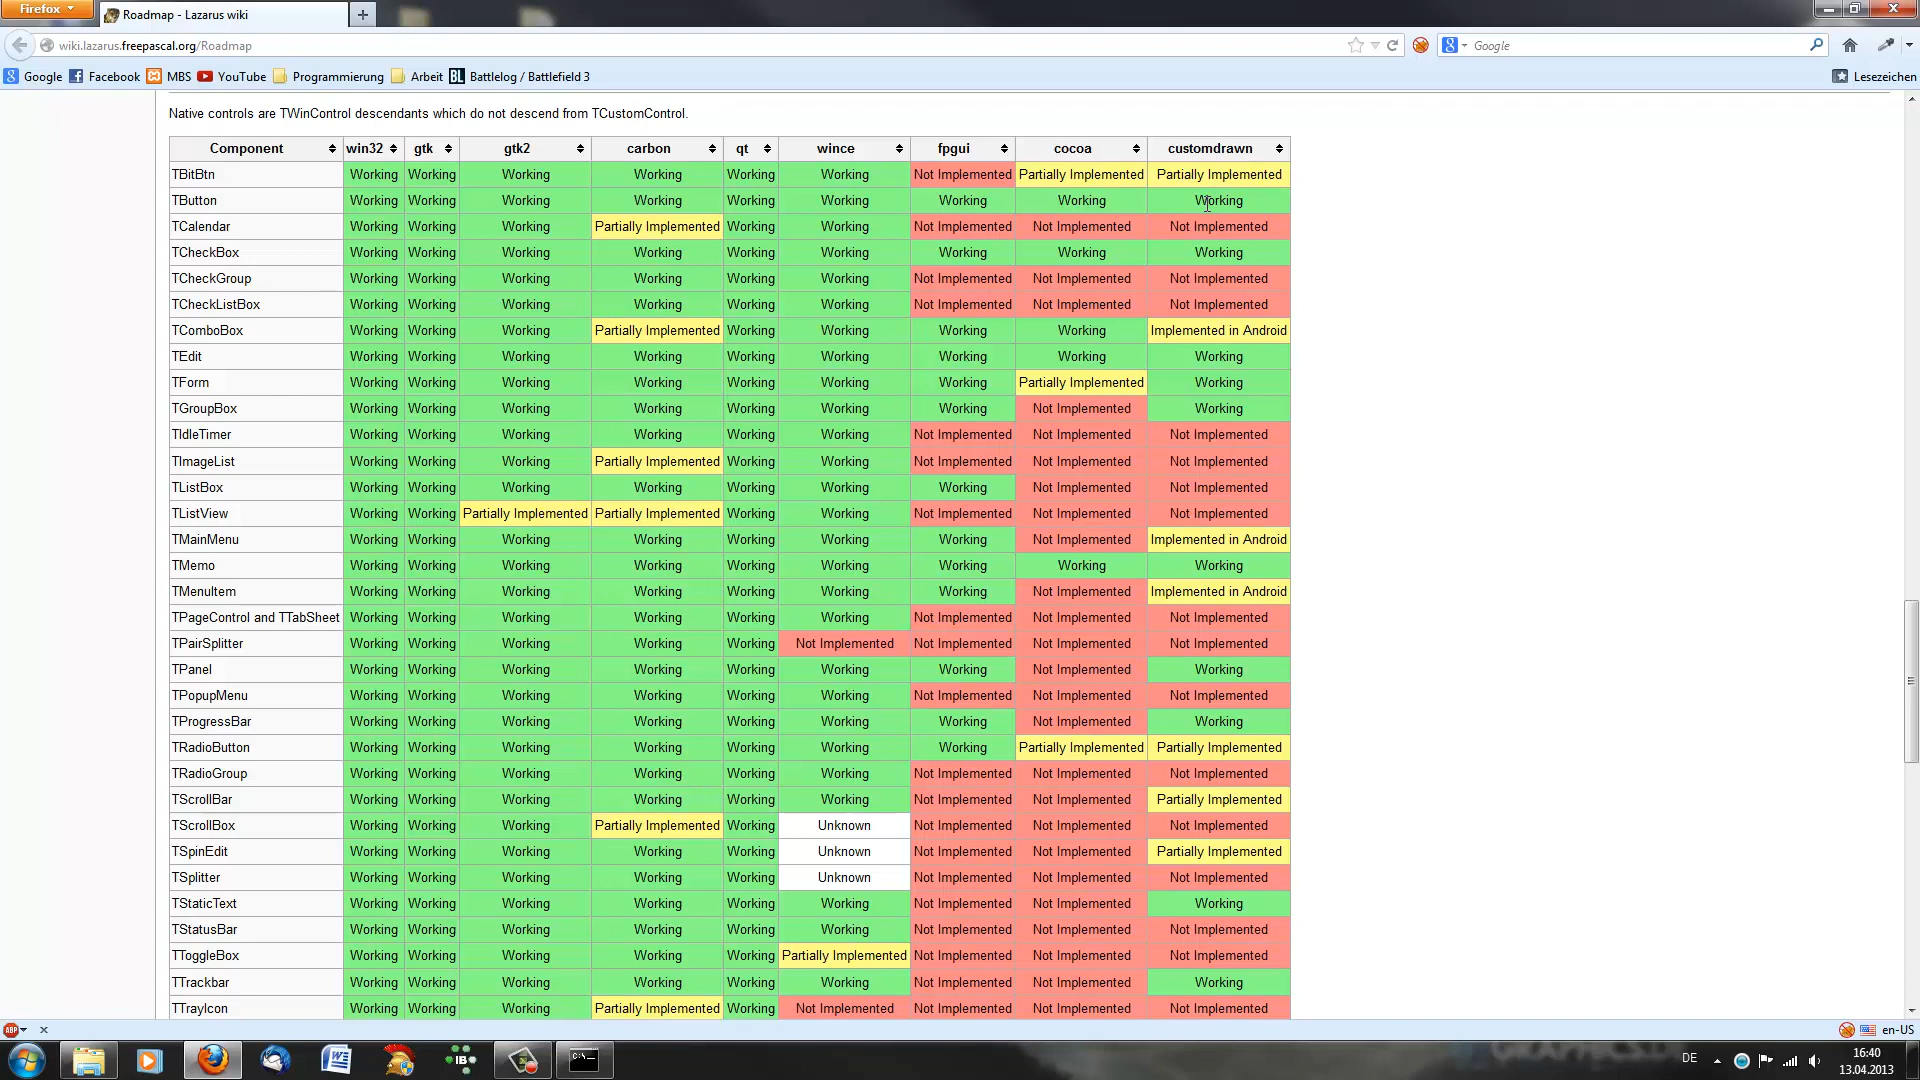 Firefox
Roadmap - Lazarus wiki
wiki.lazarus.freepascal.org/Roadmap
Google
Google Facebook MBS YouTube Programmierung Arbeit BL Battlelog / Battlefield 3 Lesezeichen
Native controls are TWinControl descendants which do not descend from TCustomControl.
Component win32 gtk gtk2 carbon qt wince fpgui cocoa customdrawn
TBitBtn Working Working Working Working Working Working Not Implemented Partially Implemented Partially Implemented
TButton Working Working Working Working Working Working Working Working Working
TCalendar Working Working Working Partially Implemented Working Working Not Implemented Not Implemented Not Implemented
TCheckBox Working Working Working Working Working Working Working Working Working
TCheckGroup Working Working Working Working Working Working Not Implemented Not Implemented Not Implemented
TCheckListBox Working Working Working Working Working Working Not Implemented Not Implemented Not Implemented
TComboBox Working Working Working Partially Implemented Working Working Working Working Implemented in Android
TEdit Working Working Working Working Working Working Working Working Working
TForm Working Working Working Working Working Working Working Partially Implemented Working
TGroupBox Working Working Working Working Working Working Working Not Implemented Working
TIdleTimer Working Working Working Working Working Working Not Implemented Not Implemented Not Implemented
TImageList Working Working Working Partially Implemented Working Working Not Implemented Not Implemented Not Implemented
TListBox Working Working Working Working Working Working Working Not Implemented Not Implemented
TListView Working Working Partially Implemented Partially Implemented Working Working Not Implemented Not Implemented Not Implemented
TMainMenu Working Working Working Working Working Working Working Not Implemented Implemented in Android
TMemo Working Working Working Working Working Working Working Working Working
TMenuItem Working Working Working Working Working Working Working Not Implemented Implemented in Android
TPageControl and TTabSheet Working Working Working Working Working Working Not Implemented Not Implemented Not Implemented
TPairSplitter Working Working Working Working Working Not Implemented Not Implemented Not Implemented Not Implemented
TPanel Working Working Working Working Working Working Working Not Implemented Working
TPopupMenu Working Working Working Working Working Working Not Implemented Not Implemented Not Implemented
TProgressBar Working Working Working Working Working Working Working Not Implemented Working
TRadioButton Working Working Working Working Working Working Working Partially Implemented Partially Implemented
TRadioGroup Working Working Working Working Working Working Not Implemented Not Implemented Not Implemented
TScrollBar Working Working Working Working Working Working Not Implemented Not Implemented Partially Implemented
TScrollBox Working Working Working Partially Implemented Working Unknown Not Implemented Not Implemented Not Implemented
TSpinEdit Working Working Working Working Working Unknown Not Implemented Not Implemented Partially Implemented
TSplitter Working Working Working Working Working Unknown Not Implemented Not Implemented Not Implemented
TStaticText Working Working Working Working Working Working Not Implemented Not Implemented Working
TStatusBar Working Working Working Working Working Working Not Implemented Not Implemented Not Implemented
TToggleBox Working Working Working Working Working Partially Implemented Not Implemented Not Implemented Not Implemented
TTrackbar Working Working Working Working Working Working Not Implemented Not Implemented Working
TTrayIcon Working Working Working Partially Implemented Working Not Implemented Not Implemented Not Implemented Not Implemented
ABP en-US
IB DE 16:40
13.04.2013